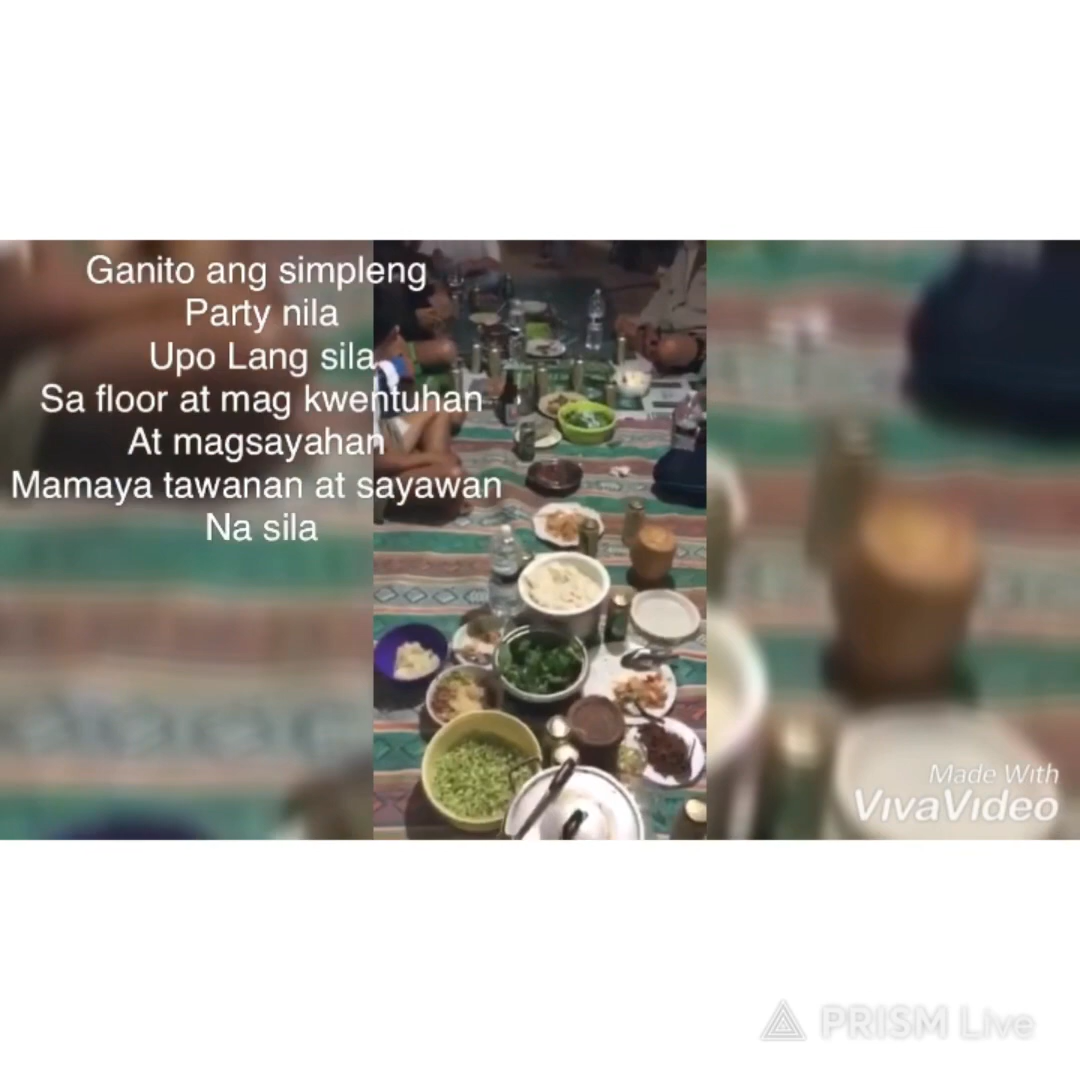 Ganito ang simpleng
Party nila
Upo Lang sila
Sa floor at mag kwentuhan
At magsayahan
Mamaya tawanan at sayawan
Na sila
Made With
VivaVideo
PRISM Live